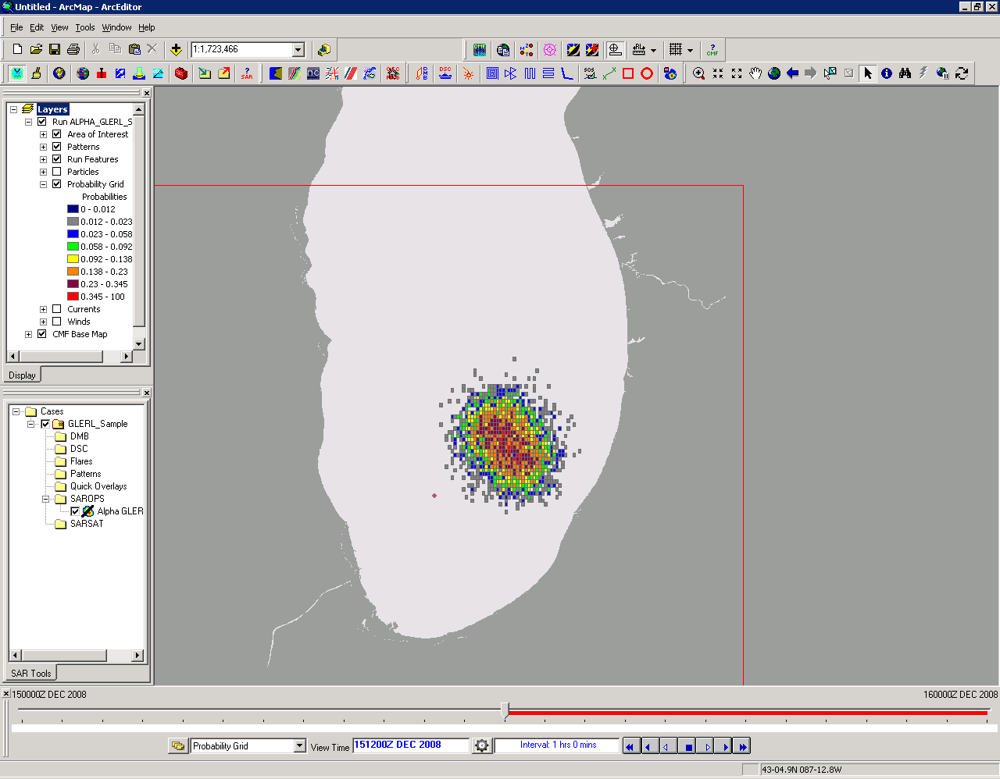 Untitled - ArcMap - ArcEditor
File Edit View Tools Window Help
1:1,723,466
CMF
?
CMF
?
SAR
nc
DSC
SOS
Layers
Run ALPHA_GLERL_S
Area of Interest
Patterns
Run Features
Particles
Probability Grid
Probabilities
0 - 0.012
0.012 - 0.023
0.023 - 0.058
0.058 - 0.092
0.092 - 0.138
0.138 - 0.23
0.23 - 0.345
0.345 - 100
Currents
Winds
CMF Base Map
Display
Cases
GLERL_Sample
DMB
DSC
Flares
Patterns
Quick Overlays
SAROPS
Alpha GLER
SARSAT
SAR Tools
150000Z DEC 2008
160000Z DEC 2008
Probability Grid
View Time
151200Z DEC 2008
Interval: 1 hrs 0 mins
43-04.9N 087-12.8W